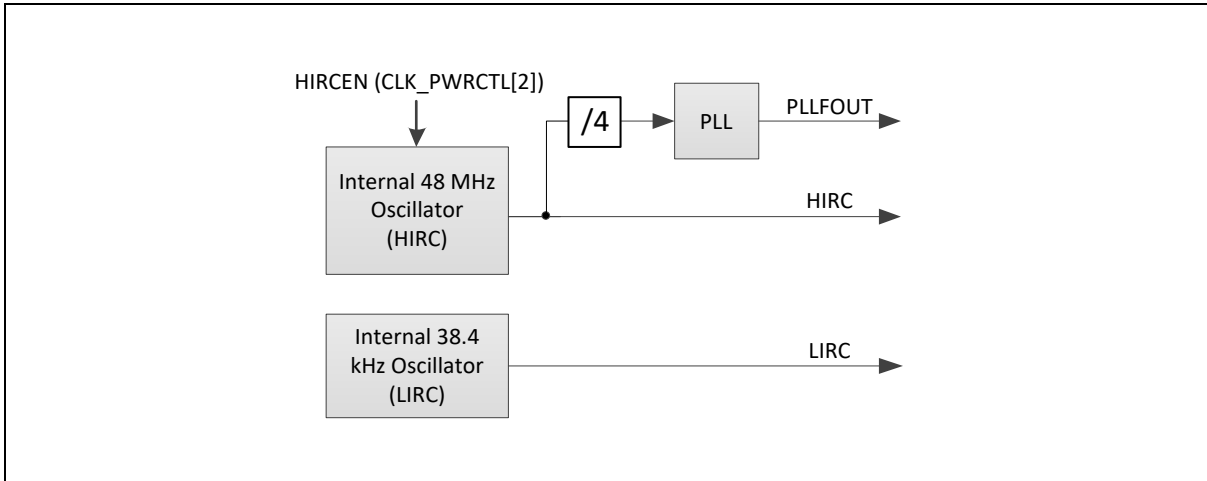 HIRCEN (CLK_PWRCTL[2])
/4
PLL
PLLFOUT
Internal 48 MHz
Oscillator
(HIRC)
HIRC
Internal 38.4
kHz Oscillator
(LIRC)
LIRC